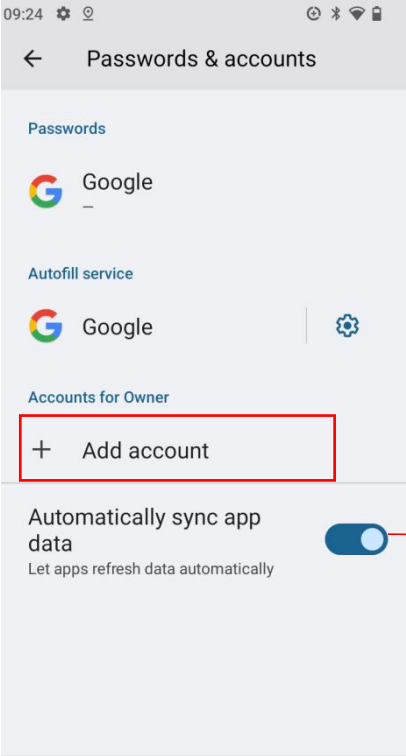 09:24
Passwords & accounts
Passwords
Google
–
Autofill service
Google
Accounts for Owner
+ Add account
Automatically sync app
data
Let apps refresh data automatically